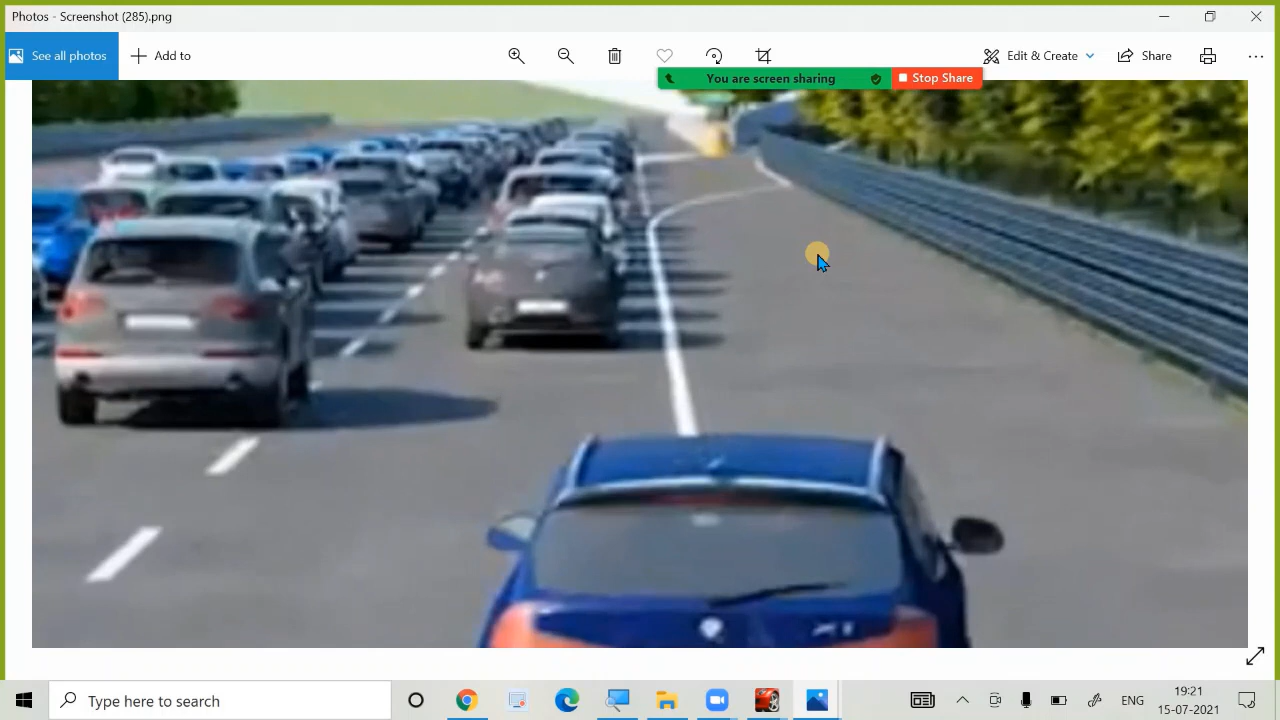 Photos - Screenshot (285).png
See all photos
Add to
Edit & Create
Share
You are screen sharing
Stop Share
X1
Type here to search
ENG
19:21
15-07-2021